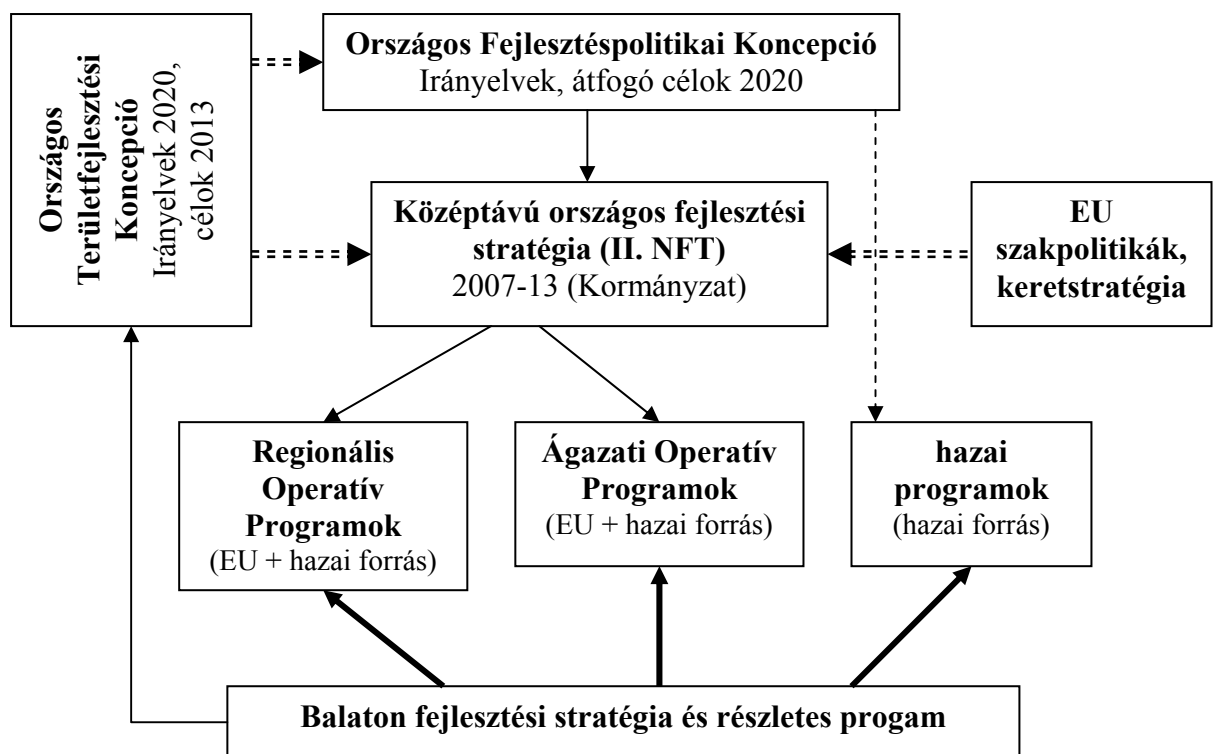 Országos
Területfejlesztési
Koncepció
Irányelvek 2020,
célok 2013
Országos Fejlesztéspolitikai Koncepció
Irányelvek, átfogó célok 2020
Középtávú országos fejlesztési
stratégia (II. NFT)
2007-13 (Kormányzat)
EU
szakpolitikák,
keretstratégia
Regionális
Operatív
Programok
(EU + hazai forrás)
Ágazati Operatív
Programok
(EU + hazai forrás)
hazai
programok
(hazai forrás)
Balaton fejlesztési stratégia és részletes progam